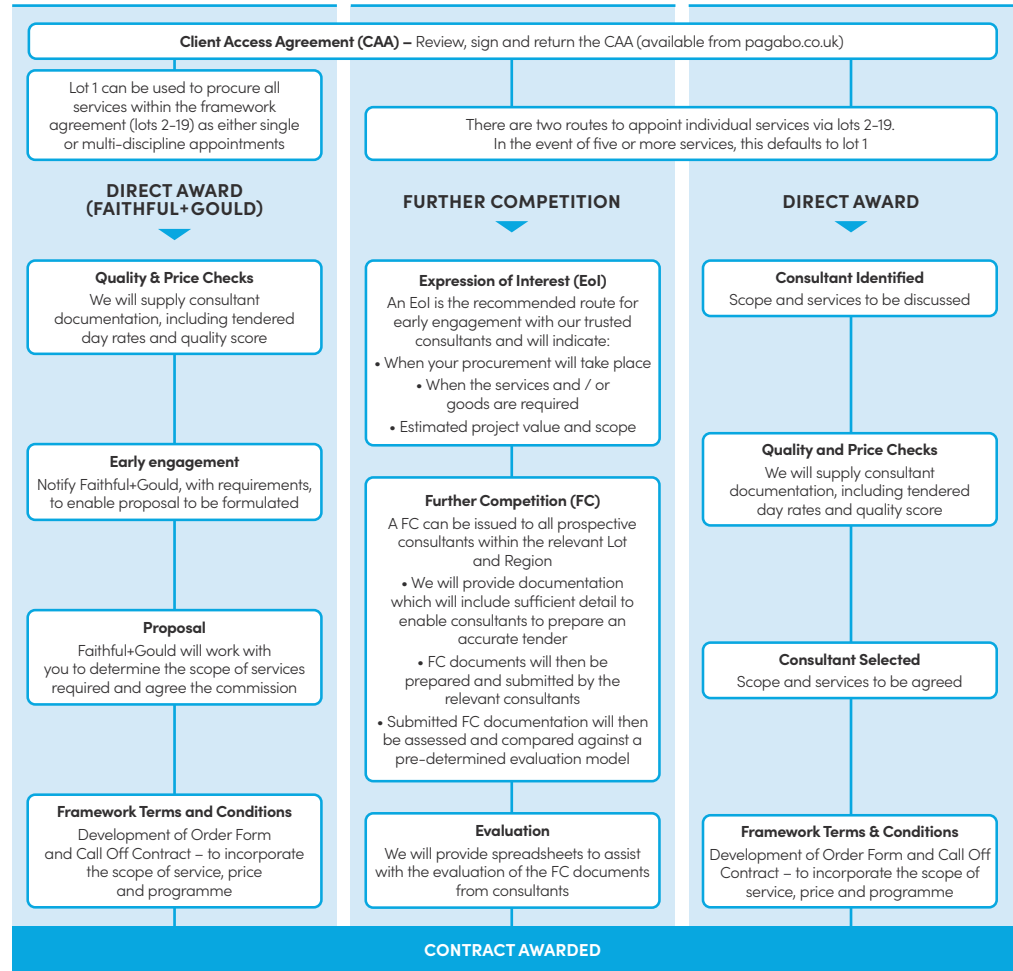 Client Access Agreement (CAA) – Review, sign and return the CAA (available from pagabo.co.uk)
Lot 1 can be used to procure all
services within the framework
agreement (lots 2-19) as either single
or multi-discipline appointments
There are two routes to appoint individual services via lots 2-19.
In the event of five or more services, this defaults to lot 1
DIRECT AWARD
(FAITHFUL+GOULD)
Quality & Price Checks
We will supply consultant
documentation, including tendered
day rates and quality score
Early engagement
Notify Faithful+Gould, with requirements,
to enable proposal to be formulated
Proposal
Faithful+Gould will work with
you to determine the scope of services
required and agree the commission
Framework Terms and Conditions
Development of Order Form
and Call Off Contract – to incorporate
the scope of service, price
and programme
FURTHER COMPETITION
Expression of Interest (EoI)
An EoI is the recommended route for
early engagement with our trusted
consultants and will indicate:
• When your procurement will take place
• When the services and / or
goods are required
• Estimated project value and scope
Further Competition (FC)
A FC can be issued to all prospective
consultants within the relevant Lot
and Region
• We will provide documentation
which will include sufficient detail to
enable consultants to prepare an
accurate tender
• FC documents will then be
prepared and submitted by the
relevant consultants
• Submitted FC documentation will then
be assessed and compared against a
pre-determined evaluation model
Evaluation
We will provide spreadsheets to assist
with the evaluation of the FC documents
from consultants
DIRECT AWARD
Consultant Identified
Scope and services to be discussed
Quality and Price Checks
We will supply consultant
documentation, including tendered
day rates and quality score
Consultant Selected
Scope and services to be agreed
Framework Terms & Conditions
Development of Order Form and Call Off
Contract – to incorporate the scope of
service, price and programme
CONTRACT AWARDED